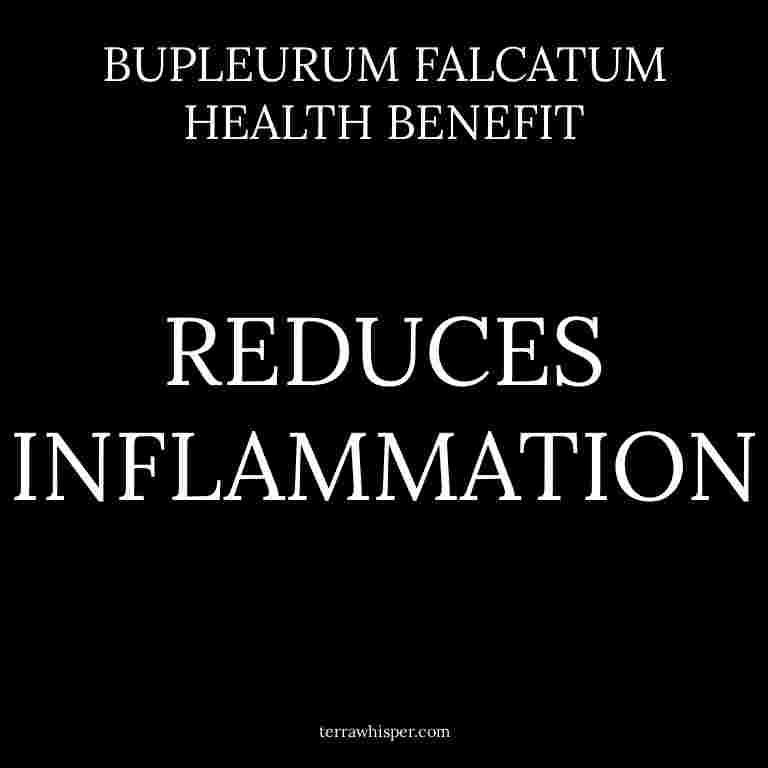 BUPLEURUM FALCATUM
HEALTH BENEFIT
REDUCES
INFLAMMATION
terrawhisper.com